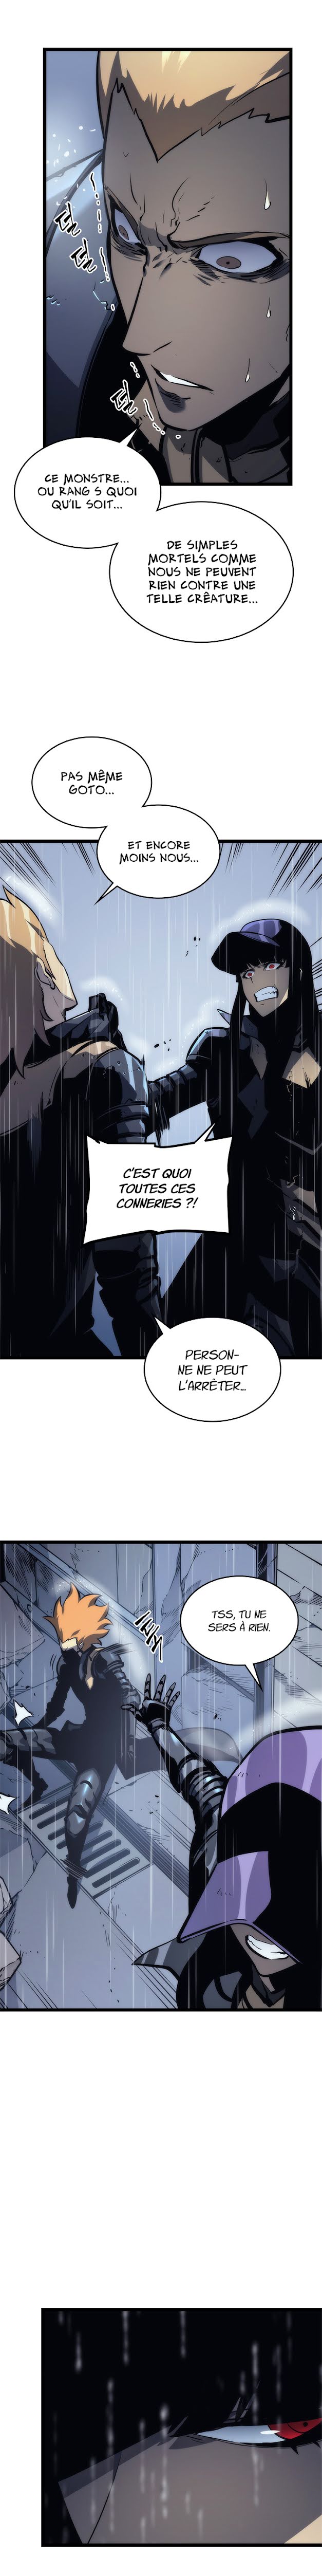 CE MONSTRE...
OU RANG S QUOI
QU'IL SOIT...
DE SIMPLES
MORTELS COMME
NOUS NE PEUVENT
RIEN CONTRE UNE
TELLE CRÉATURE...
PAS MÊME
GOTO...
ET ENCORE
MOINS NOUS...
C'EST QUOI
TOUTES CES
CONNERIES ?!
PERSON-
NE NE PEUT
L'ARRÊTER...
TSS, TU NE
SERS À RIEN.